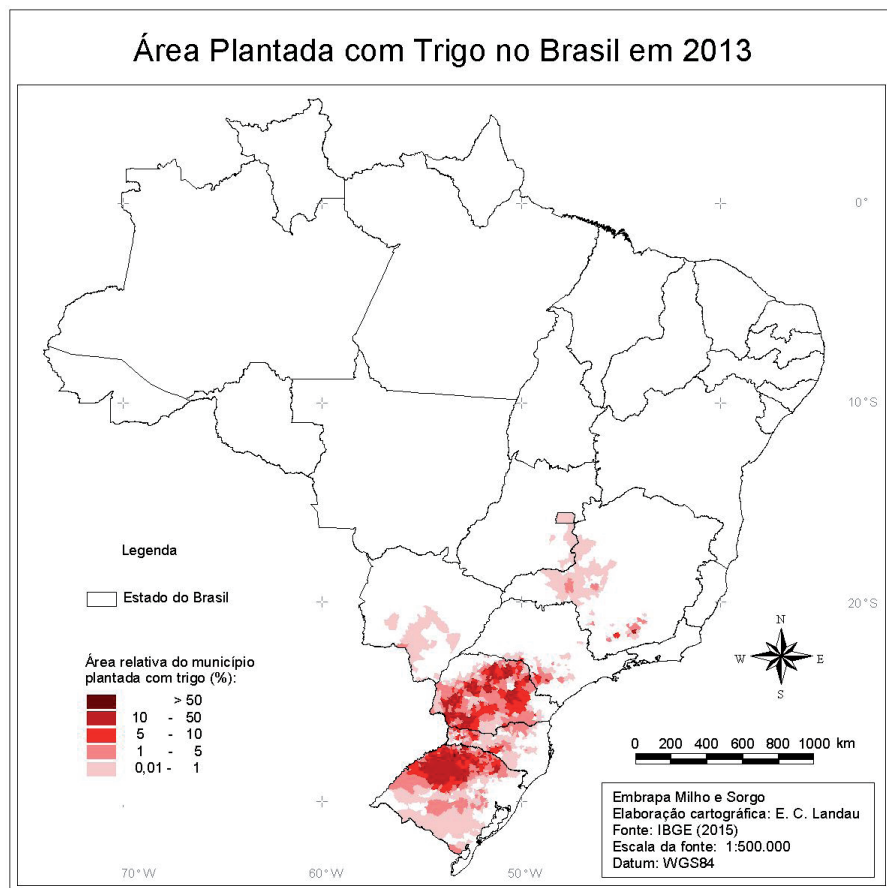 Área Plantada com Trigo no Brasil em 2013
0°
10°S
Legenda
Estado do Brasil
20°S
N
W E
S
Área relativa do município
plantada com trigo (%):
> 50
10 - 50
5 - 10
1 - 5
0,01 - 1
0 200 400 600 800 1000 km
Embrapa Milho e Sorgo
Elaboração cartográfica: E. C. Landau
Fonte: IBGE (2015)
Escala da fonte: 1:500.000
Datum: WGS84
70°W 60°W 50°W